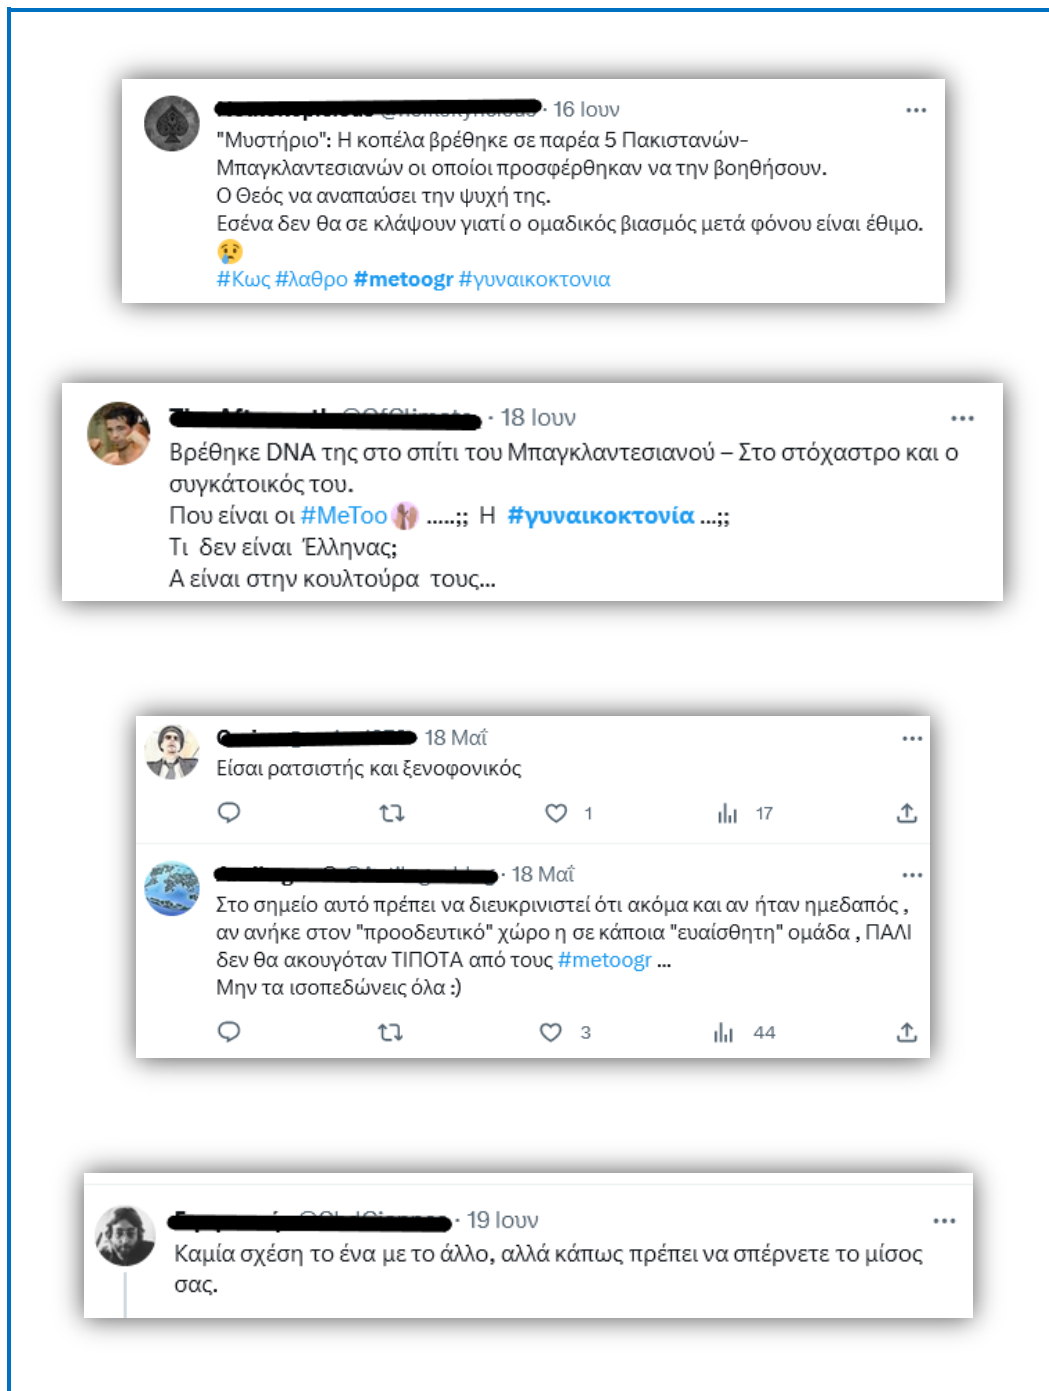 · 16 Ιουν
"Μυστήριο": Η κοπέλα βρέθηκε σε παρέα 5 Πακιστανών-
Μπαγκλαντεσιανών οι οποίοι προσφέρθηκαν να την βοηθήσουν.
Ο Θεός να αναπαύσει την ψυχή της.
Εσένα δεν θα σε κλάψουν γιατί ο ομαδικός βιασμός μετά φόνου είναι έθιμο.
😢
#Κως #λαθρο #metoogr #γυναικοκτονια
· 18 Ιουν
Βρέθηκε DNA της στο σπίτι του Μπαγκλαντεσιανού – Στο στόχαστρο και ο
συγκάτοικός του.
Που είναι οι #MeToo .....;; Η #γυναικοκτονία ...;;
Τι δεν είναι Έλληνας;
Α είναι στην κουλτούρα τους...
18 Μαΐ
Είσαι ρατσιστής και ξενοφονικός
1 17
· 18 Μαΐ
Στο σημείο αυτό πρέπει να διευκρινιστεί ότι ακόμα και αν ήταν ημεδαπός ,
αν ανήκε στον "προοδευτικό" χώρο η σε κάποια "ευαίσθητη" ομάδα , ΠΑΛΙ
δεν θα ακουγόταν ΤΙΠΟΤΑ από τους #metoogr ...
Μην τα ισοπεδώνεις όλα :)
3 44
· 19 Ιουν
Καμία σχέση το ένα με το άλλο, αλλά κάπως πρέπει να σπέρνετε το μίσος
σας.